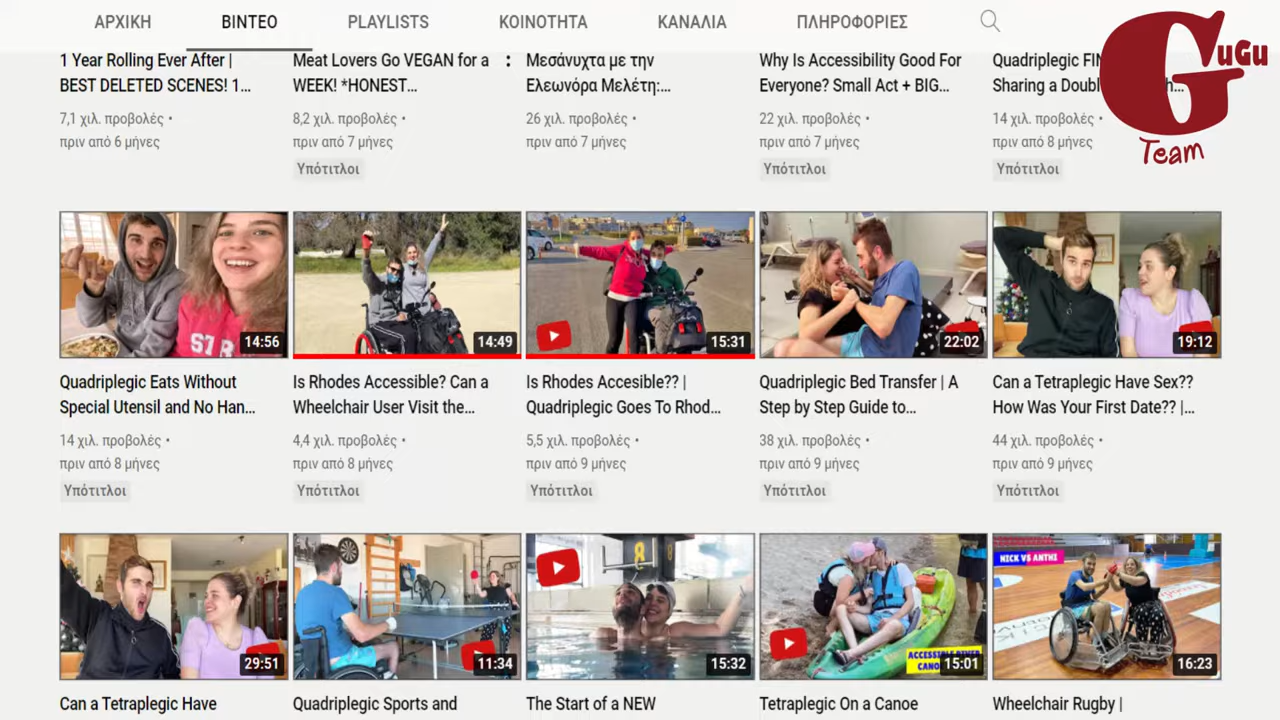 ΑΡΧΙΚΗ ΒΙΝΤΕΟ PLAYLISTS ΚΟΙΝΟΤΗΤΑ ΚΑΝΑΛΙΑ ΠΛΗΡΟΦΟΡΙΕΣ
GUGU
Team
1 Year Rolling Ever After |
BEST DELETED SCENES! 1...
7,1 χιλ. προβολές •
πριν από 6 μήνες
Meat Lovers Go VEGAN for a
WEEK! *HONEST...
8,2 χιλ. προβολές •
πριν από 7 μήνες
Υπότιτλοι
Μεσάνυχτα με την
Ελεωνόρα Μελέτη:...
26 χιλ. προβολές •
πριν από 7 μήνες
Why Is Accessibility Good For
Everyone? Small Act + BIG...
22 χιλ. προβολές •
πριν από 7 μήνες
Υπότιτλοι
Quadriplegic
Sharing a
14 χιλ. προβολές •
πριν από 8 μήνες
Υπότιτλοι
14:56
Quadriplegic Eats Without
Special Utensil and No Han...
14 χιλ. προβολές •
πριν από 8 μήνες
Υπότιτλοι
14:49
Is Rhodes Accessible? Can a
Wheelchair User Visit the...
4,4 χιλ. προβολές •
πριν από 8 μήνες
Υπότιτλοι
15:31
Is Rhodes Accesible?? |
Quadriplegic Goes To Rhod...
5,5 χιλ. προβολές •
πριν από 9 μήνες
Υπότιτλοι
22:02
Quadriplegic Bed Transfer | A
Step by Step Guide to...
38 χιλ. προβολές •
πριν από 9 μήνες
Υπότιτλοι
19:12
Can a Tetraplegic Have Sex??
How Was Your First Date?? |...
44 χιλ. προβολές •
πριν από 9 μήνες
Υπότιτλοι
29:51
Can a Tetraplegic Have
11:34
Quadriplegic Sports and
8
15:32
The Start of a NEW
ACCESSIBLE RIVER
15:01
Tetraplegic On a Canoe
NICK VS ANTHI
16:23
Wheelchair Rugby |